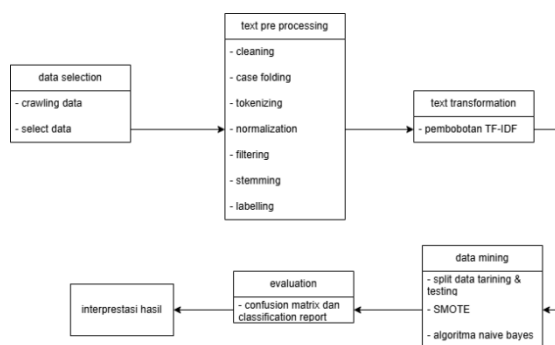 data selection
- crawling data
- select data
text pre processing
- cleaning
- case folding
- tokenizing
- normalization
- filtering
- stemming
- labelling
text transformation
- pembobotan TF-IDF
data mining
- split data tarining &
testing
- SMOTE
- algoritma naive bayes
evaluation
- confusion matrix dan
classification report
interprestasi hasil